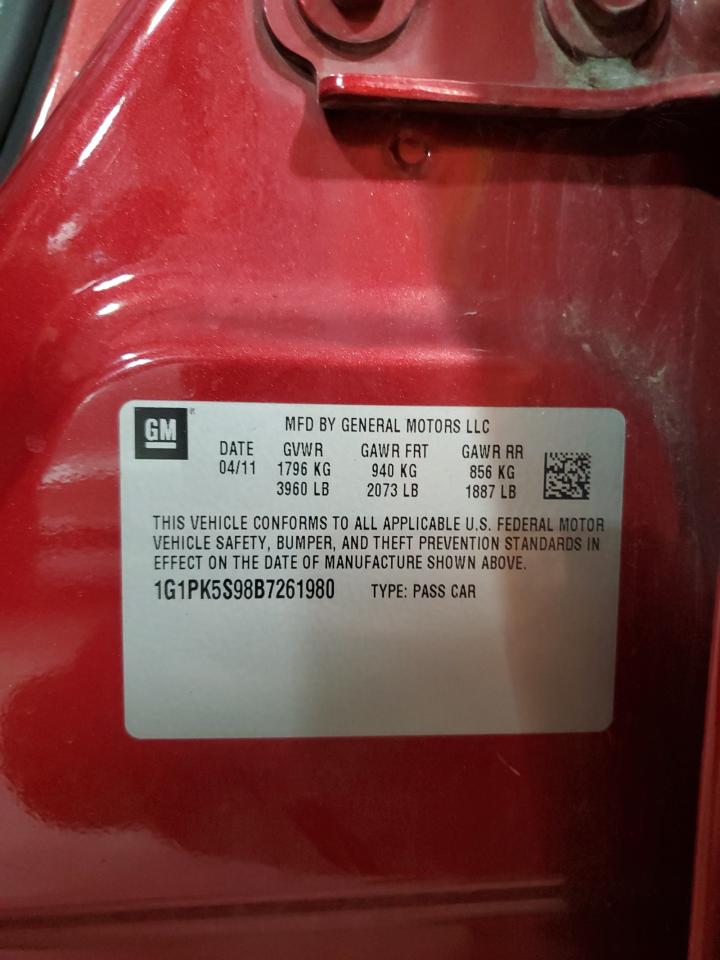 GM
MFD BY GENERAL MOTORS LLC
DATE GVWR GAWR FRT GAWR RR
04/11 1796 KG 940 KG 856 KG
3960 LB 2073 LB 1887 LB
THIS VEHICLE CONFORMS TO ALL APPLICABLE U.S. FEDERAL MOTOR
VEHICLE SAFETY, BUMPER, AND THEFT PREVENTION STANDARDS IN
EFFECT ON THE DATE OF MANUFACTURE SHOWN ABOVE.
1G1PK5S98B7261980 TYPE: PASS CAR